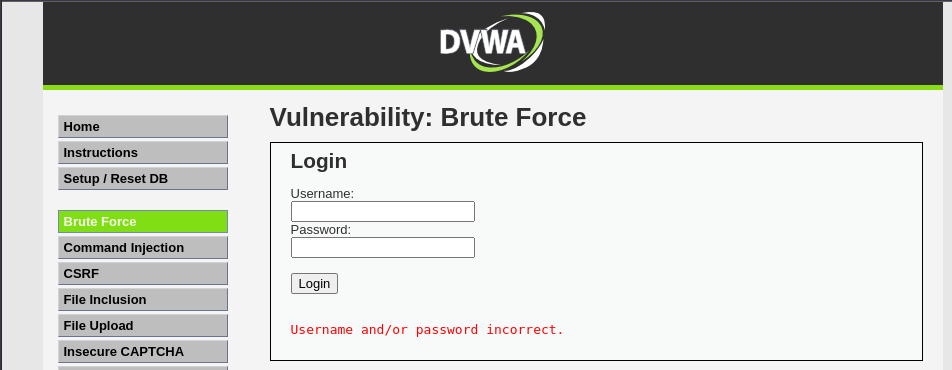 DVWA
Home
Instructions
Setup / Reset DB
Brute Force
Command Injection
CSRF
File Inclusion
File Upload
Insecure CAPTCHA
Vulnerability: Brute Force
Login
Username:
Password:
Login
Username and/or password incorrect.